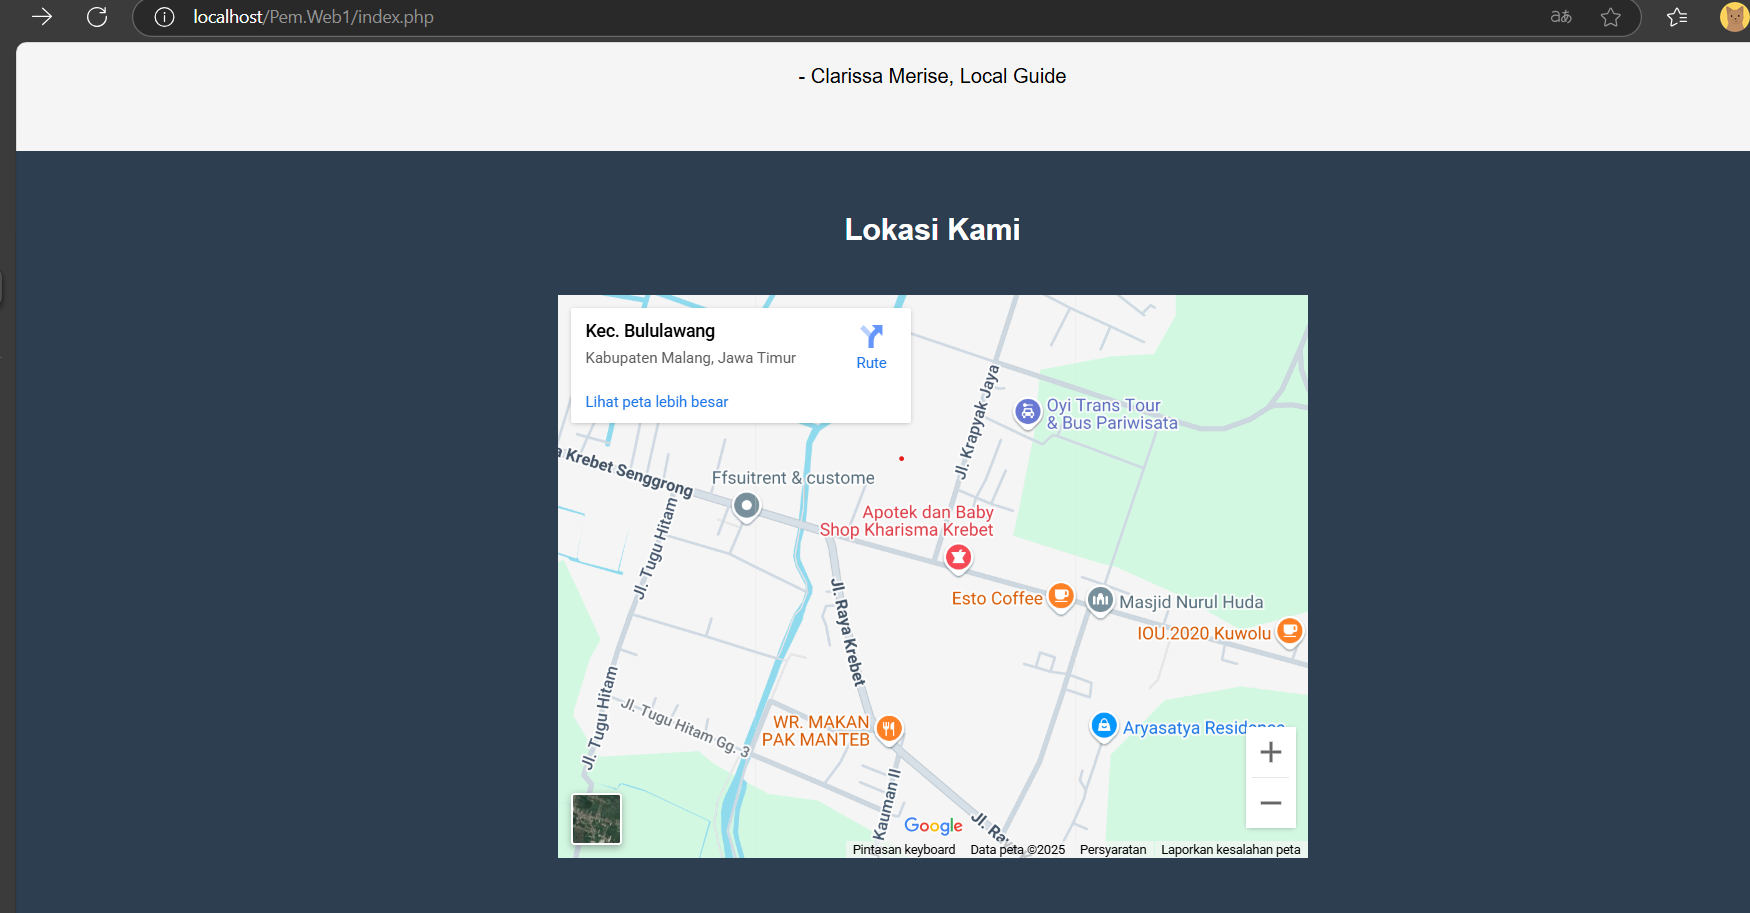 localhost/Pem.Web1/index.php
aあ
- Clarissa Merise, Local Guide
Lokasi Kami
Kec. Bululawang
Kabupaten Malang, Jawa Timur
Rute
Lihat peta lebih besar
Jl. Krapyak Jaya
Oyi Trans Tour
& Bus Pariwisata
a Krebet Senggrong
Ffsuitrent & custome
Apotek dan Baby
Shop Kharisma Krebet
Jl. Tugu Hitam
Esto Coffee
Masjid Nurul Huda
IOU.2020 Kuwolu
Jl. Raya Krebet
Jl. Tugu Hitam
Jl. Tugu Hitam Gg. 3
WR. MAKAN
PAK MANTEB
Aryasatya Residence
Kauman II
Jl. Ra
Google
Pintasan keyboard
Data peta ©2025
Persyaratan
Laporkan kesalahan peta